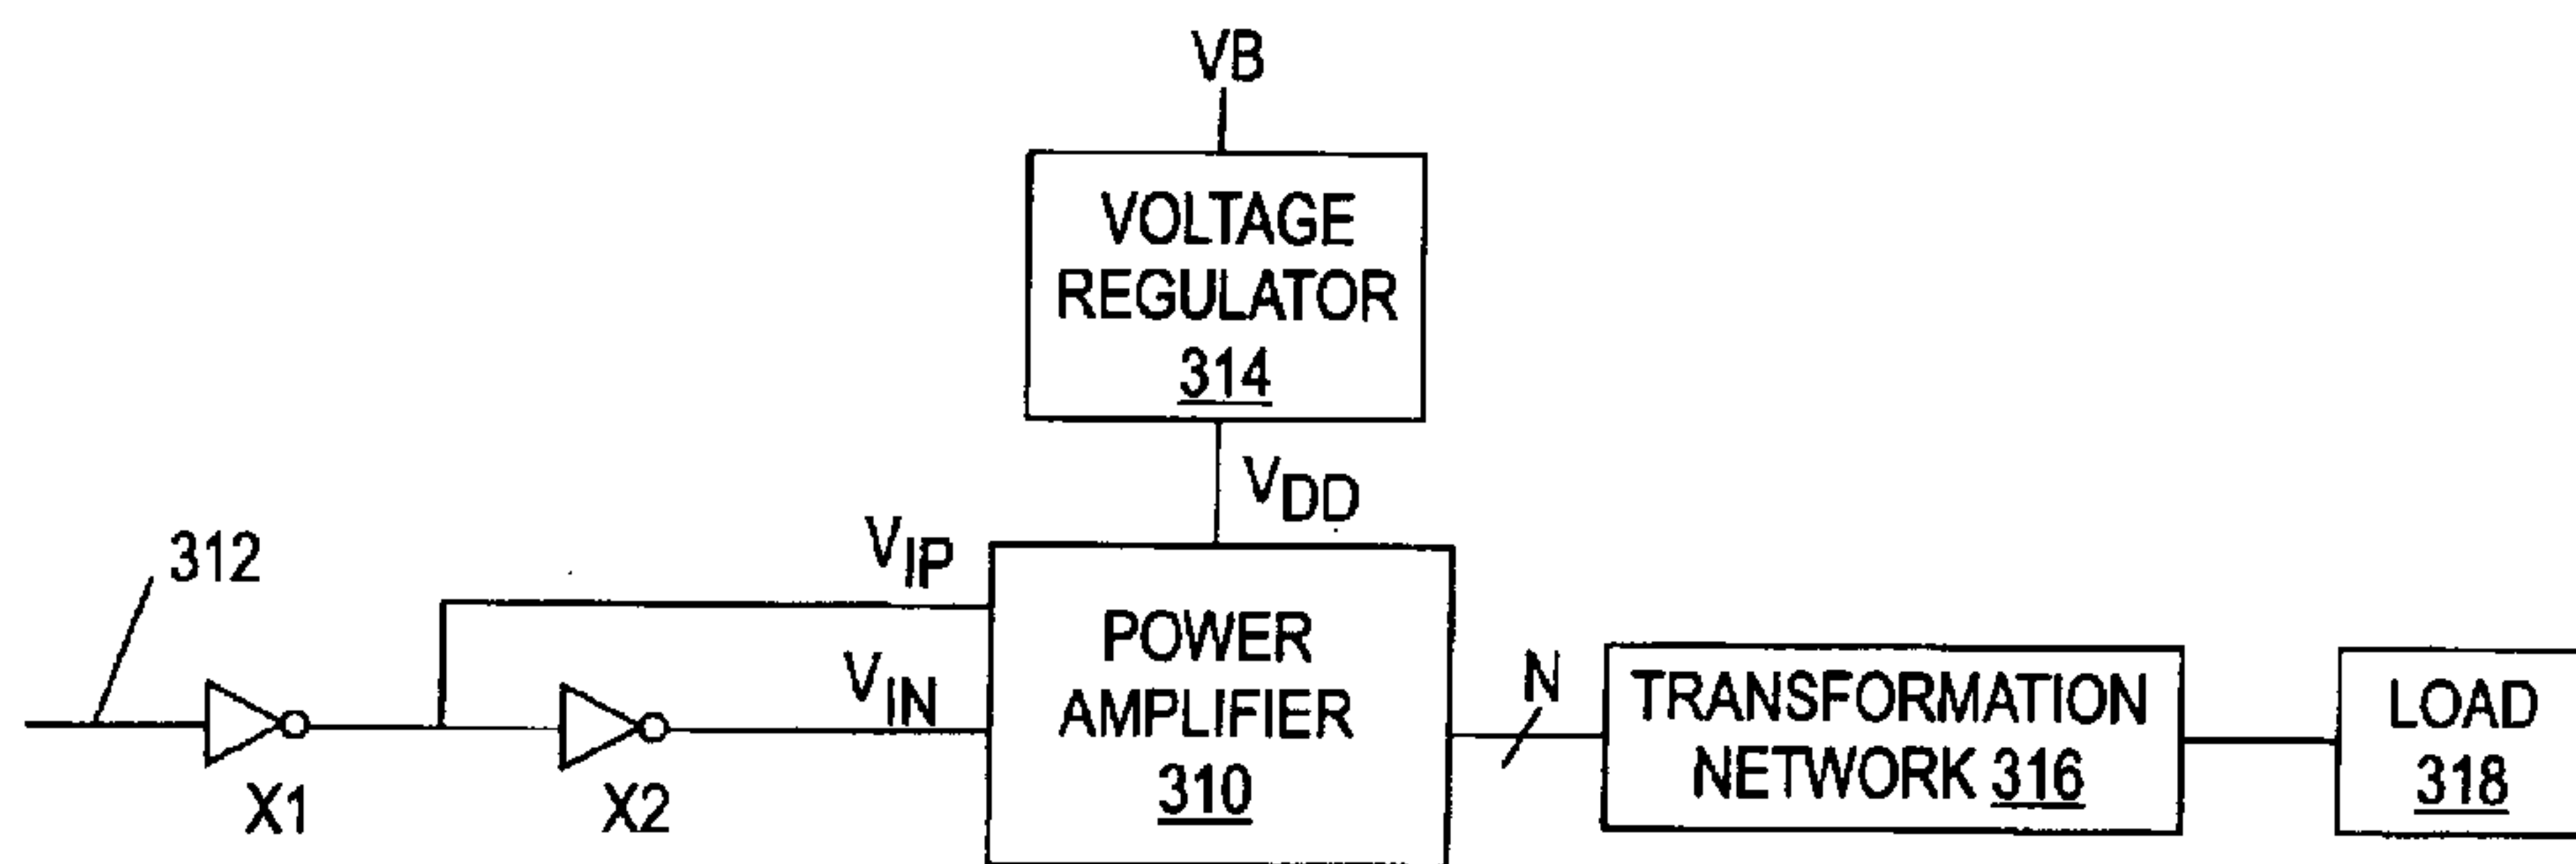 VB
VOLTAGE
REGULATOR
314
VDD
312
VIP
VIN
X1
X2
POWER
AMPLIFIER
310
N
TRANSFORMATION
NETWORK 316
LOAD
318